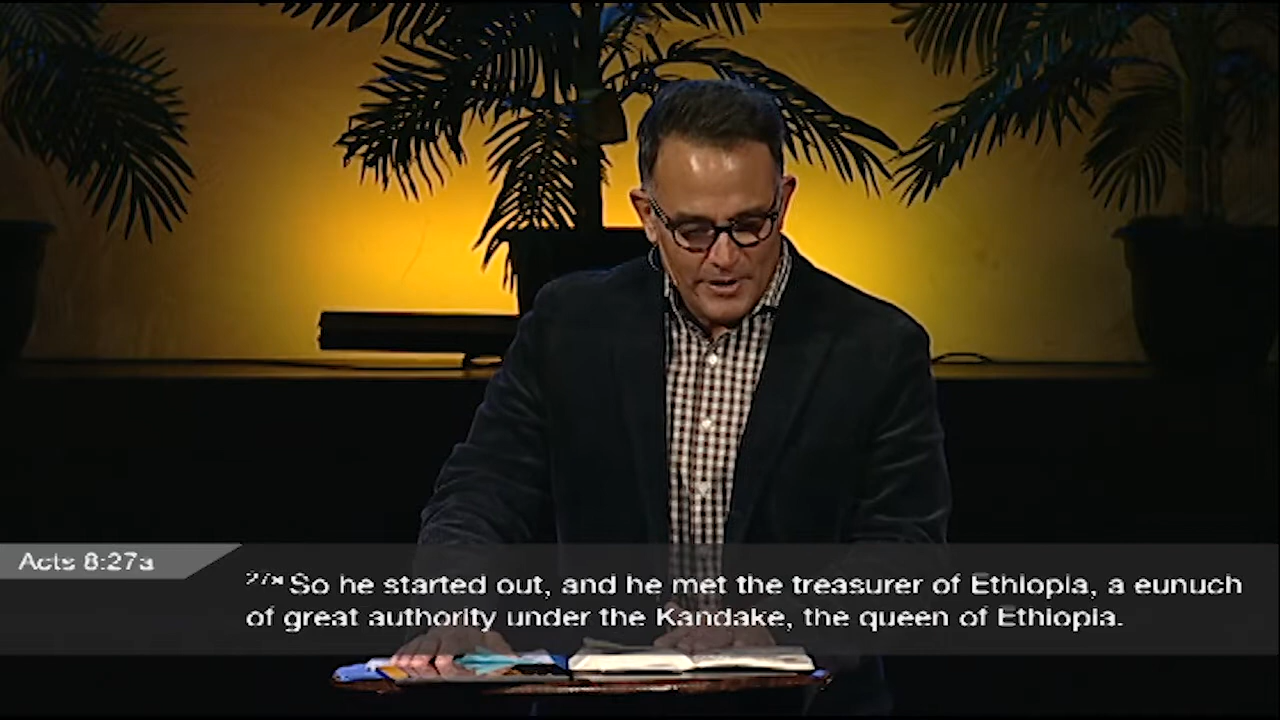 Acts 8:27a
27a So he started out, and he met the treasurer of Ethiopia, a eunuch
of great authority under the Kandake, the queen of Ethiopia.